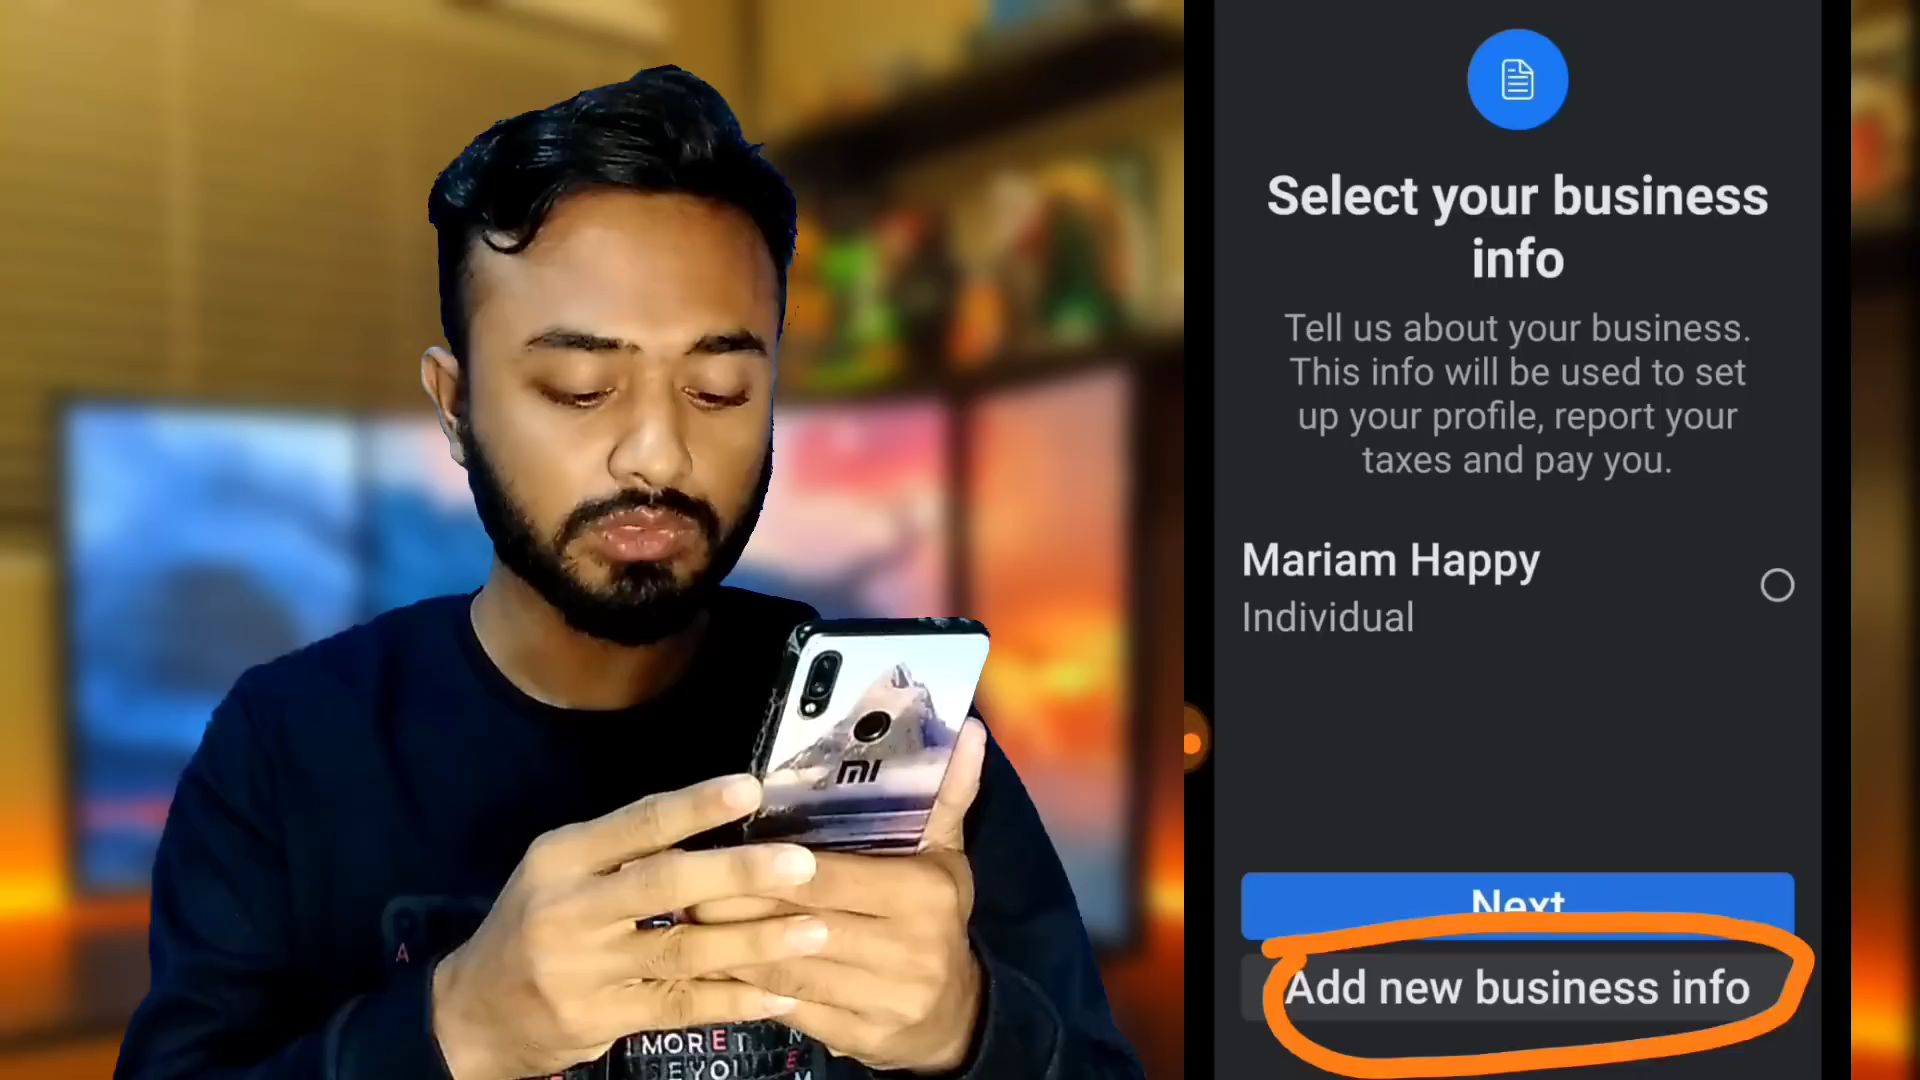 Select your business
info
Tell us about your business.
This info will be used to set
up your profile, report your
taxes and pay you.
Mariam Happy
Individual
Next
Add new business info
MI
A
MORE